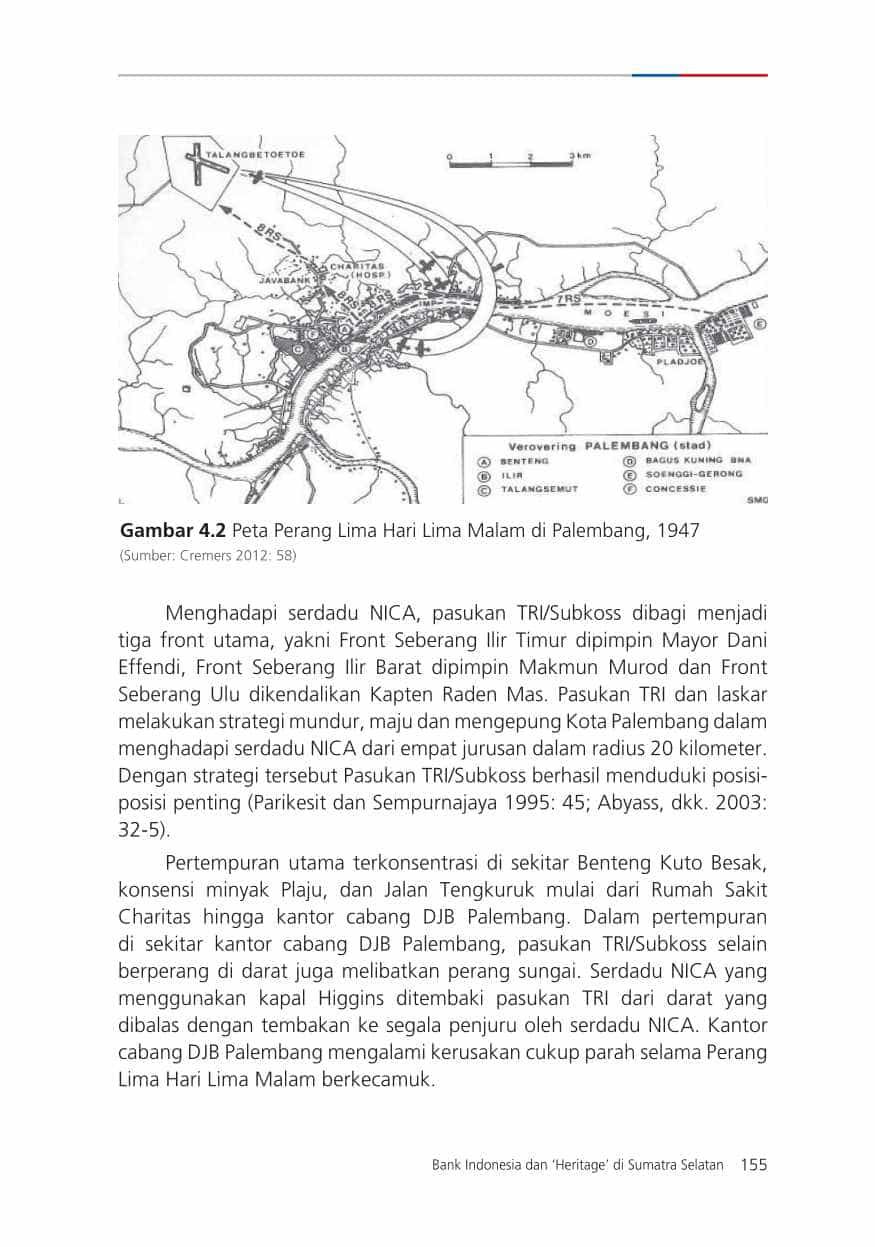 TALANGBETOETOE
0 1 2 3 km
8RS
CHARITAS
(HOSP.)
JAVABANK
8RS
RS
IMP
7RS
MOESI
A
B
C
D
E
PLADJOE
Verovering PALEMBANG (stad)
A BENTENG
B ILIR
C TALANGSEMUT
D BAGUS KUNING BNA
E SOENGGI-GERONG
F CONCESSIE
SMG
Gambar 4.2 Peta Perang Lima Hari Lima Malam di Palembang, 1947
(Sumber: Cremers 2012: 58)
Menghadapi serdadu NICA, pasukan TRI/Subkoss dibagi menjadi
tiga front utama, yakni Front Seberang Ilir Timur dipimpin Mayor Dani
Effendi, Front Seberang Ilir Barat dipimpin Makmun Murod dan Front
Seberang Ulu dikendalikan Kapten Raden Mas. Pasukan TRI dan laskar
melakukan strategi mundur, maju dan mengepung Kota Palembang dalam
menghadapi serdadu NICA dari empat jurusan dalam radius 20 kilometer.
Dengan strategi tersebut Pasukan TRI/Subkoss berhasil menduduki posisi-
posisi penting (Parikesit dan Sempurnajaya 1995: 45; Abyass, dkk. 2003:
32-5).
Pertempuran utama terkonsentrasi di sekitar Benteng Kuto Besak,
konsensi minyak Plaju, dan Jalan Tengkuruk mulai dari Rumah Sakit
Charitas hingga kantor cabang DJB Palembang. Dalam pertempuran
di sekitar kantor cabang DJB Palembang, pasukan TRI/Subkoss selain
berperang di darat juga melibatkan perang sungai. Serdadu NICA yang
menggunakan kapal Higgins ditembaki pasukan TRI dari darat yang
dibalas dengan tembakan ke segala penjuru oleh serdadu NICA. Kantor
cabang DJB Palembang mengalami kerusakan cukup parah selama Perang
Lima Hari Lima Malam berkecamuk.
Bank Indonesia dan ‘Heritage’ di Sumatra Selatan 155